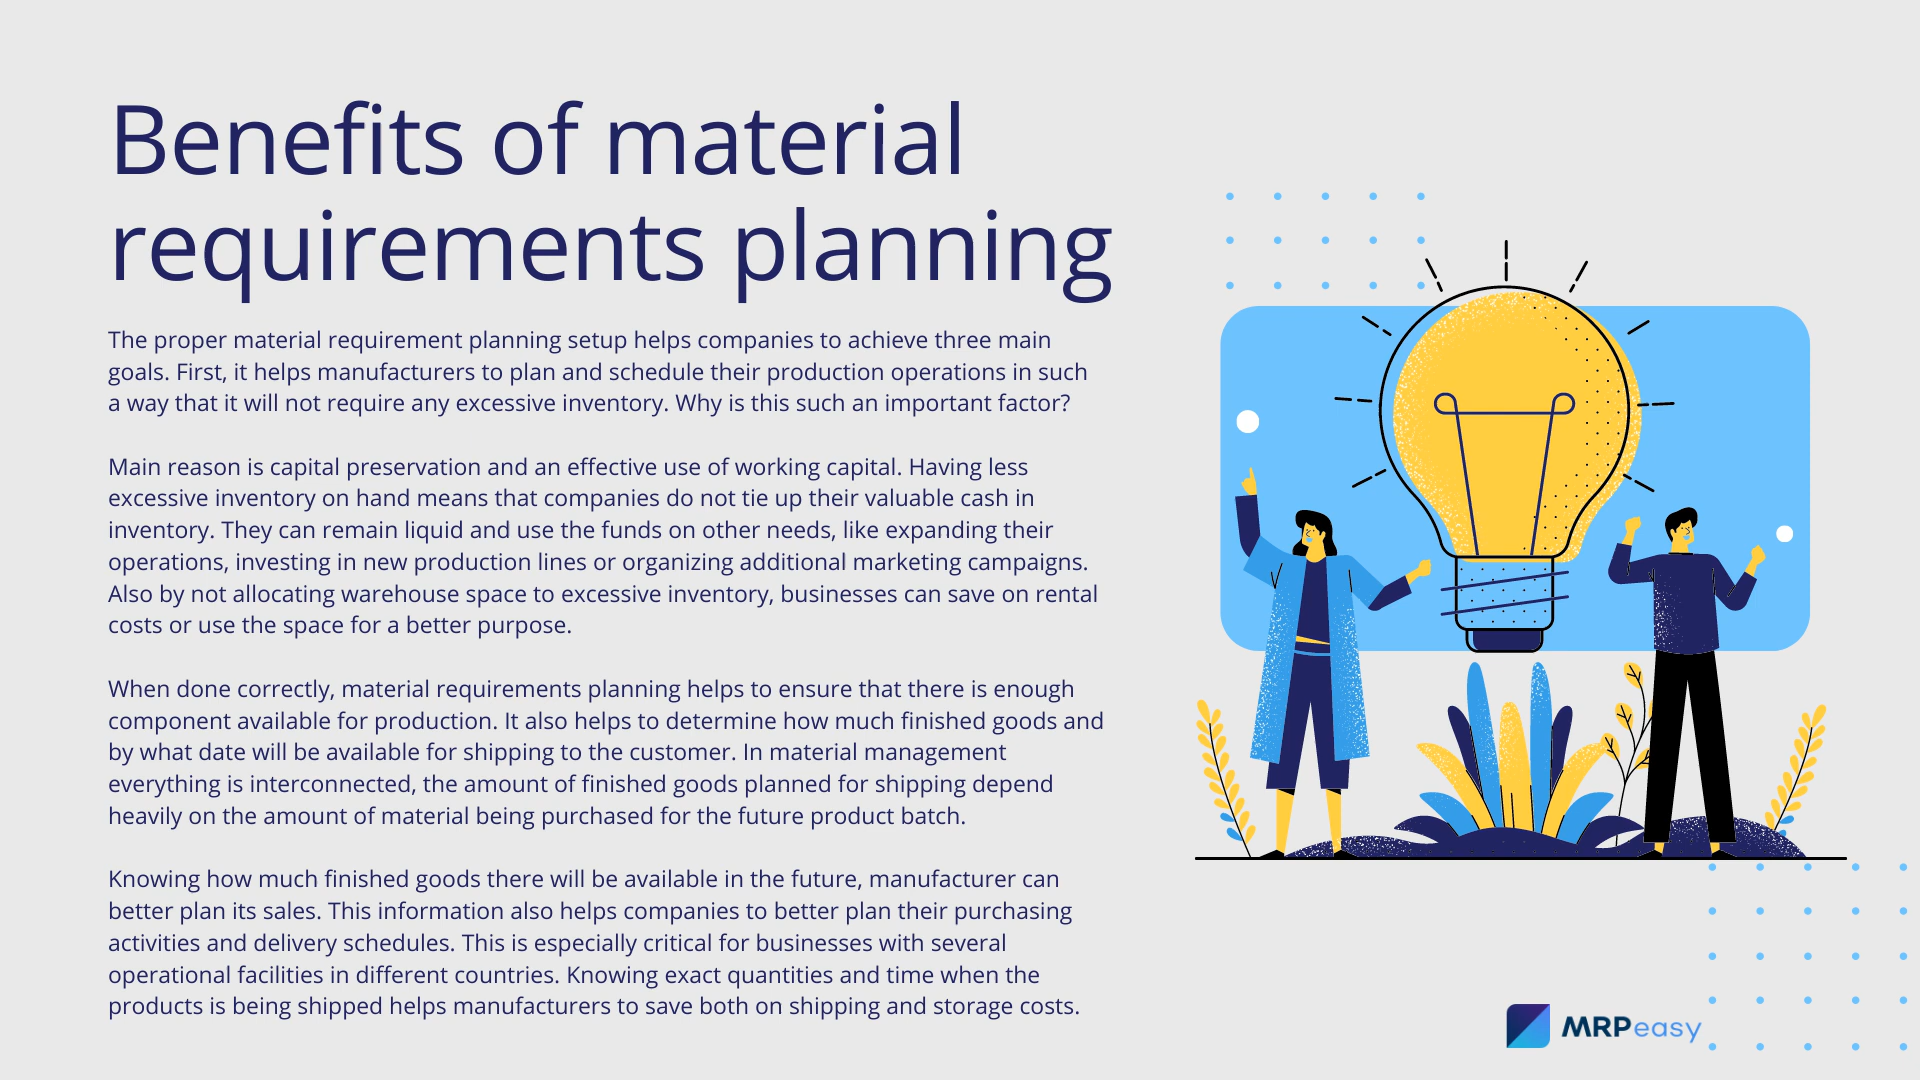 Benefits of material
requirements planning
The proper material requirement planning setup helps companies to achieve three main
goals. First, it helps manufacturers to plan and schedule their production operations in such
a way that it will not require any excessive inventory. Why is this such an important factor?
Main reason is capital preservation and an effective use of working capital. Having less
excessive inventory on hand means that companies do not tie up their valuable cash in
inventory. They can remain liquid and use the funds on other needs, like expanding their
operations, investing in new production lines or organizing additional marketing campaigns.
Also by not allocating warehouse space to excessive inventory, businesses can save on rental
costs or use the space for a better purpose.
When done correctly, material requirements planning helps to ensure that there is enough
component available for production. It also helps to determine how much finished goods and
by what date will be available for shipping to the customer. In material management
everything is interconnected, the amount of finished goods planned for shipping depend
heavily on the amount of material being purchased for the future product batch.
Knowing how much finished goods there will be available in the future, manufacturer can
better plan its sales. This information also helps companies to better plan their purchasing
activities and delivery schedules. This is especially critical for businesses with several
operational facilities in different countries. Knowing exact quantities and time when the
products is being shipped helps manufacturers to save both on shipping and storage costs.
MRPeasy